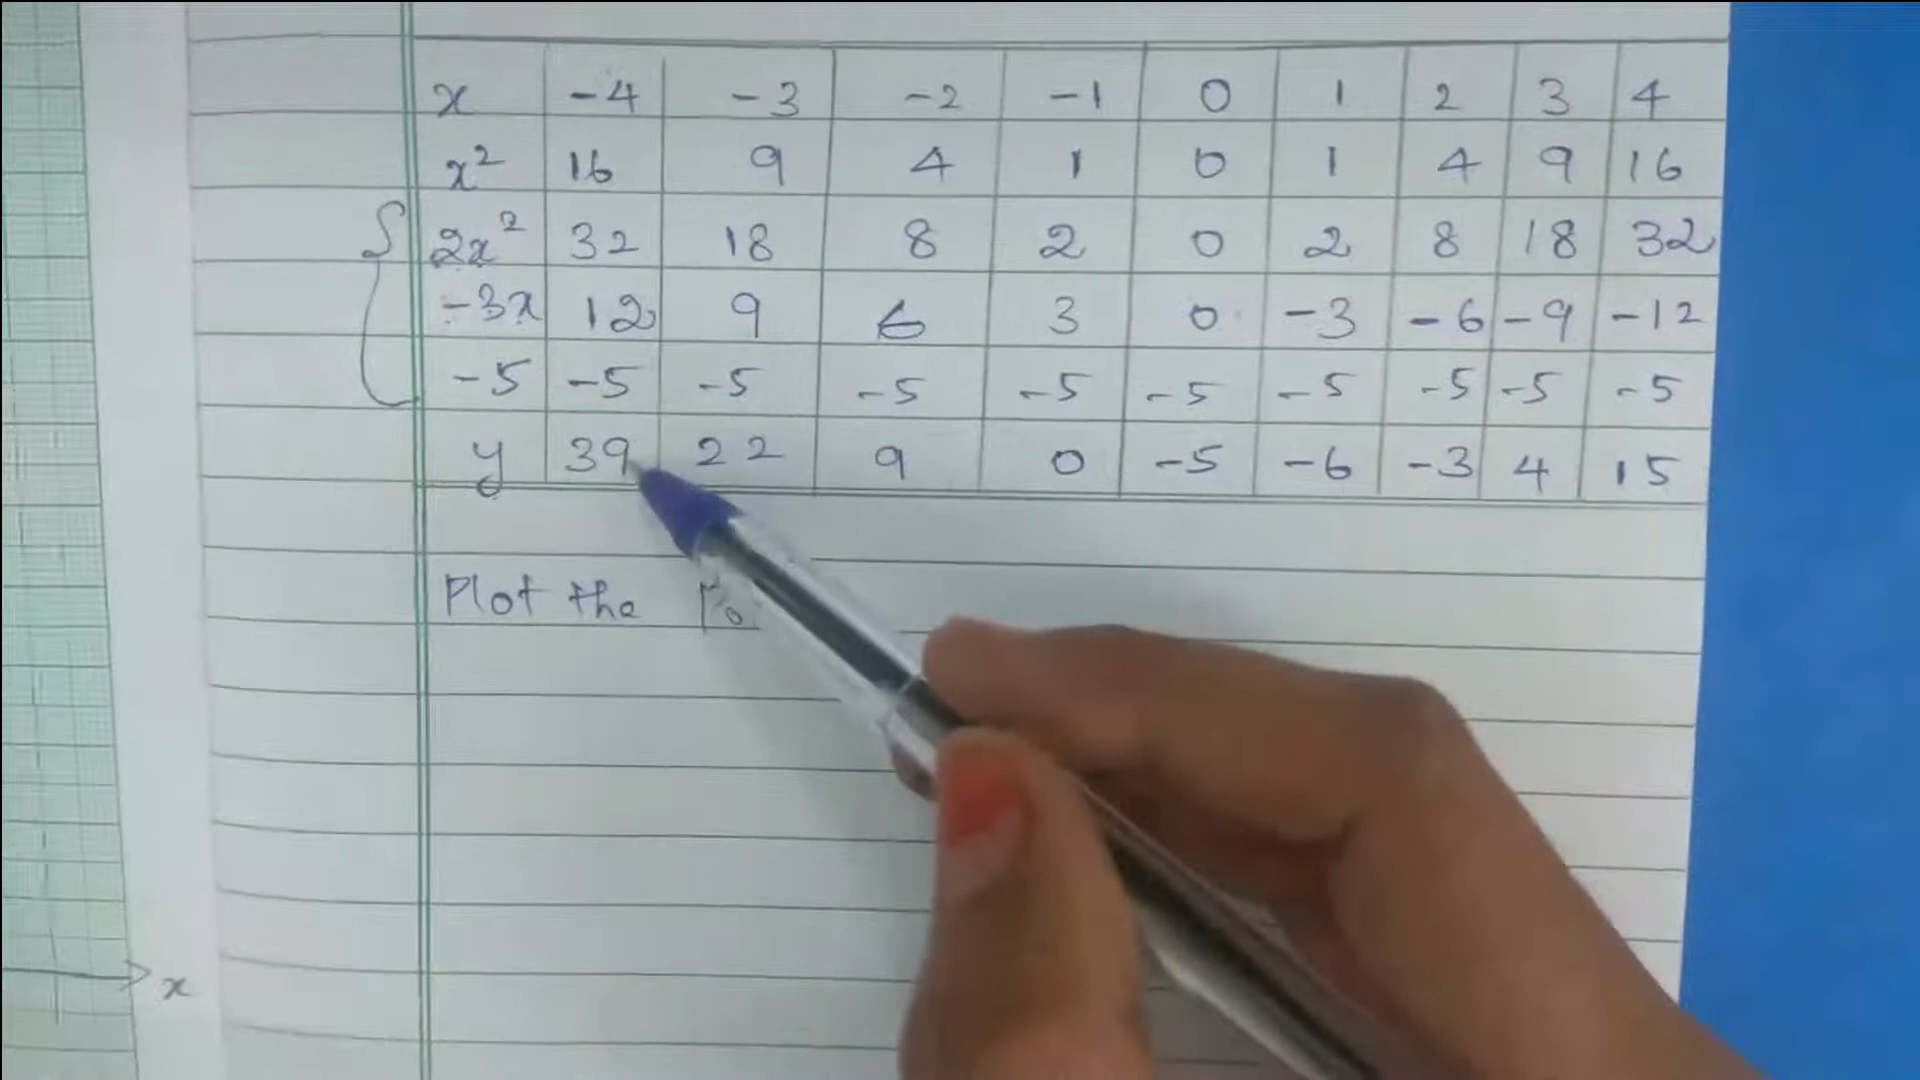 x -4 -3 -2 -1 0 1 2 3 4
x² 16 9 4 1 0 1 4 9 16
2x² 32 18 8 2 0 2 8 18 32
-3x 12 9 6 3 0 -3 -6 -9 -12
-5 -5 -5 -5 -5 -5 -5 -5 -5 -5
y 39 22 9 0 -5 -6 -3 4 15
Plot the
x